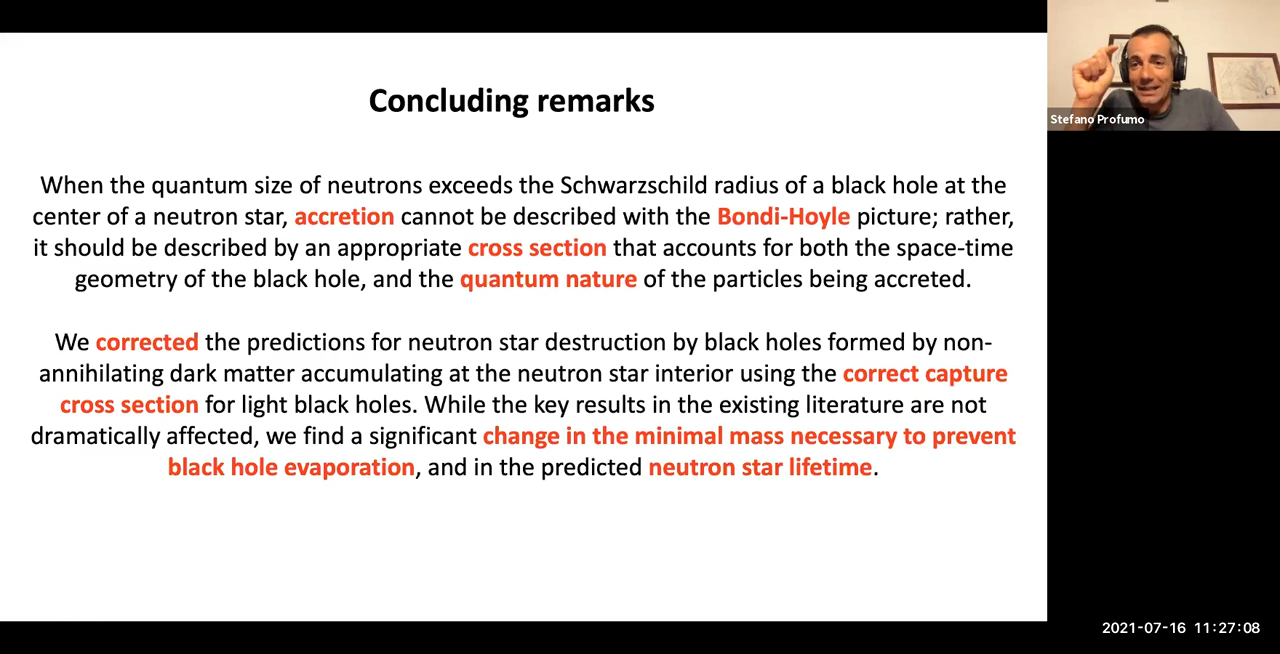 Concluding remarks
When the quantum size of neutrons exceeds the Schwarzschild radius of a black hole at the
center of a neutron star, accretion cannot be described with the Bondi-Hoyle picture; rather,
it should be described by an appropriate cross section that accounts for both the space-time
geometry of the black hole, and the quantum nature of the particles being accreted.
We corrected the predictions for neutron star destruction by black holes formed by non-
annihilating dark matter accumulating at the neutron star interior using the correct capture
cross section for light black holes. While the key results in the existing literature are not
dramatically affected, we find a significant change in the minimal mass necessary to prevent
black hole evaporation, and in the predicted neutron star lifetime.
Stefano Profumo
2021-07-16 11:27:08